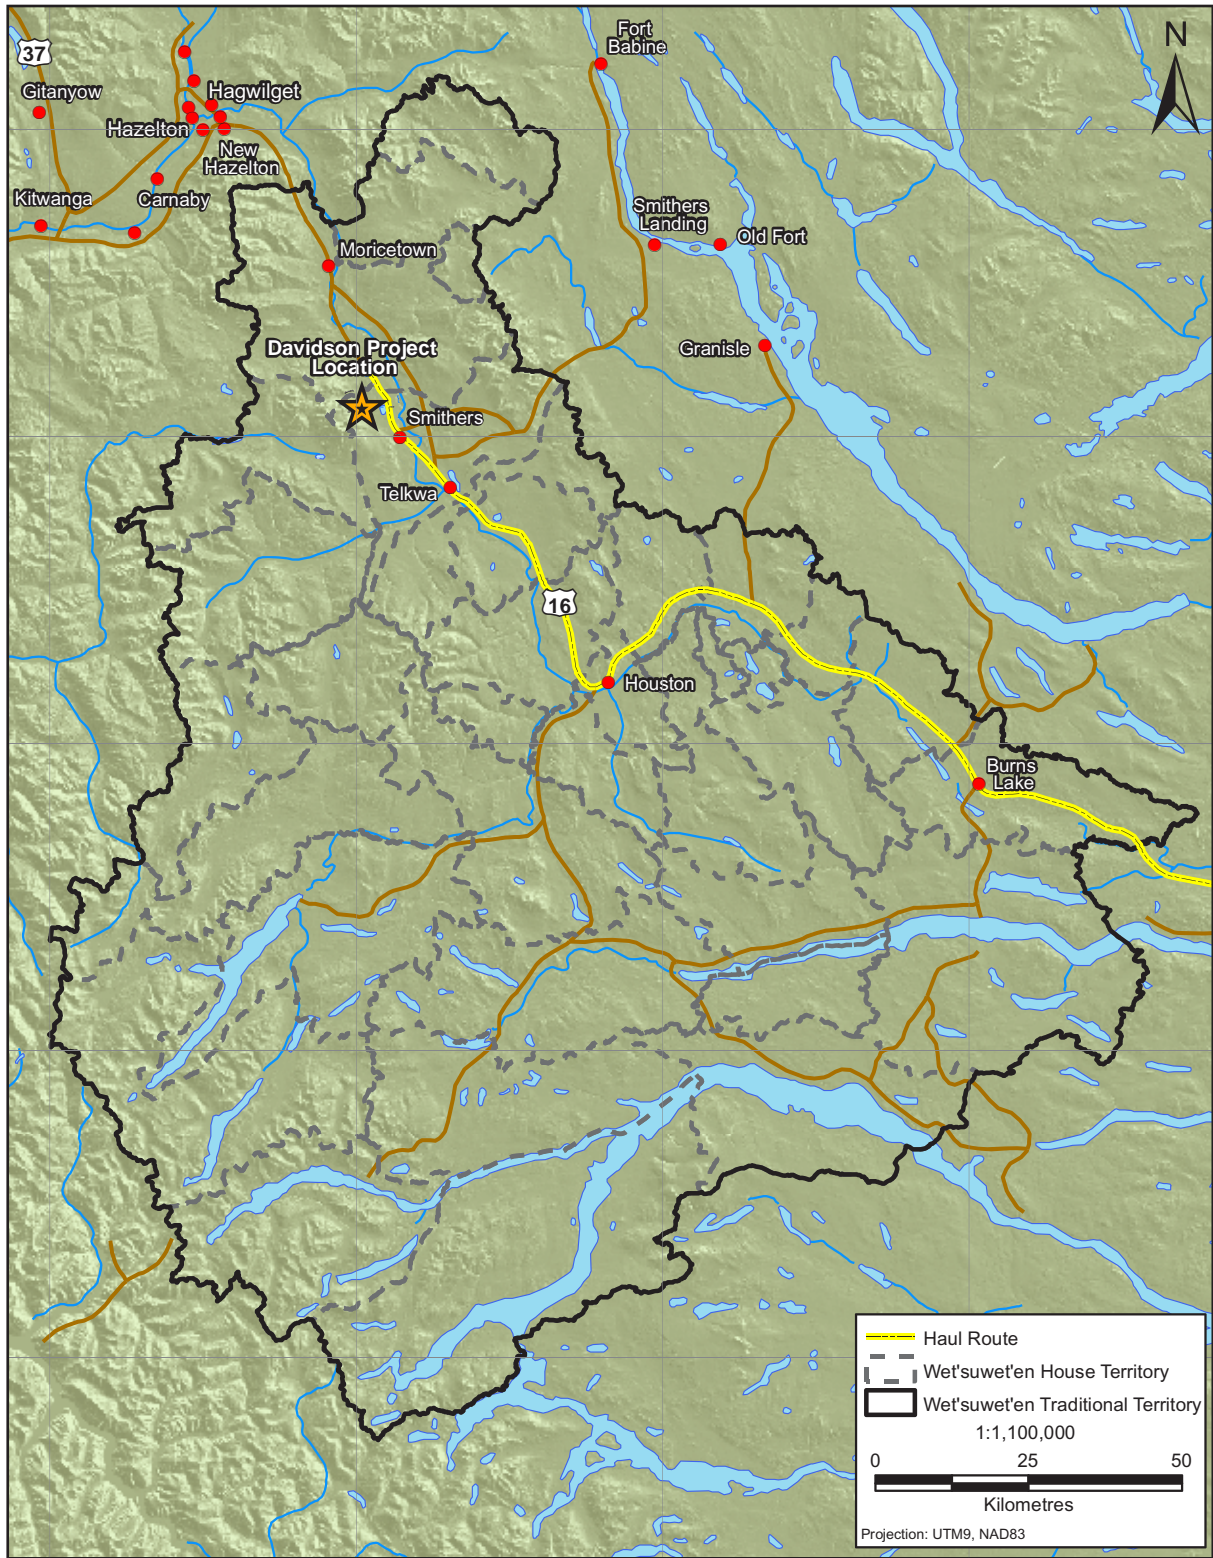 N
Fort
Babine
37
Gitanyow
Hagwilget
Hazelton
New
Hazelton
Kitwanga
Carnaby
Smithers
Landing
Old Fort
Moricetown
Davidson Project
Location
Granisle
Smithers
Telkwa
16
Houston
Burns
Lake
Haul Route
Wet'suwet'en House Territory
Wet'suwet'en Traditional Territory
1:1,100,000
0 25 50
Kilometres
Projection: UTM9, NAD83